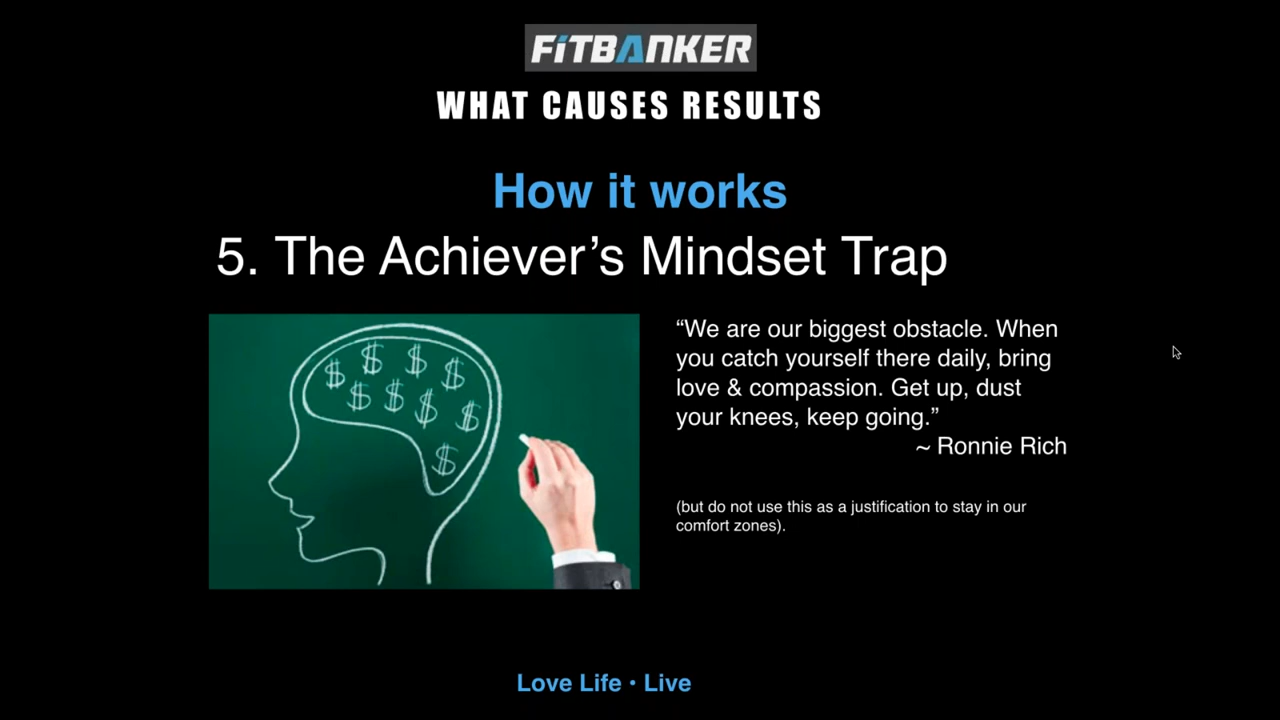 FiTBANKER
WHAT CAUSES RESULTS
How it works
5. The Achiever’s Mindset Trap
$ $ $ $
$ $ $ $
$
“We are our biggest obstacle. When
you catch yourself there daily, bring
love & compassion. Get up, dust
your knees, keep going.”
~ Ronnie Rich
(but do not use this as a justification to stay in our
comfort zones).
Love Life • Live